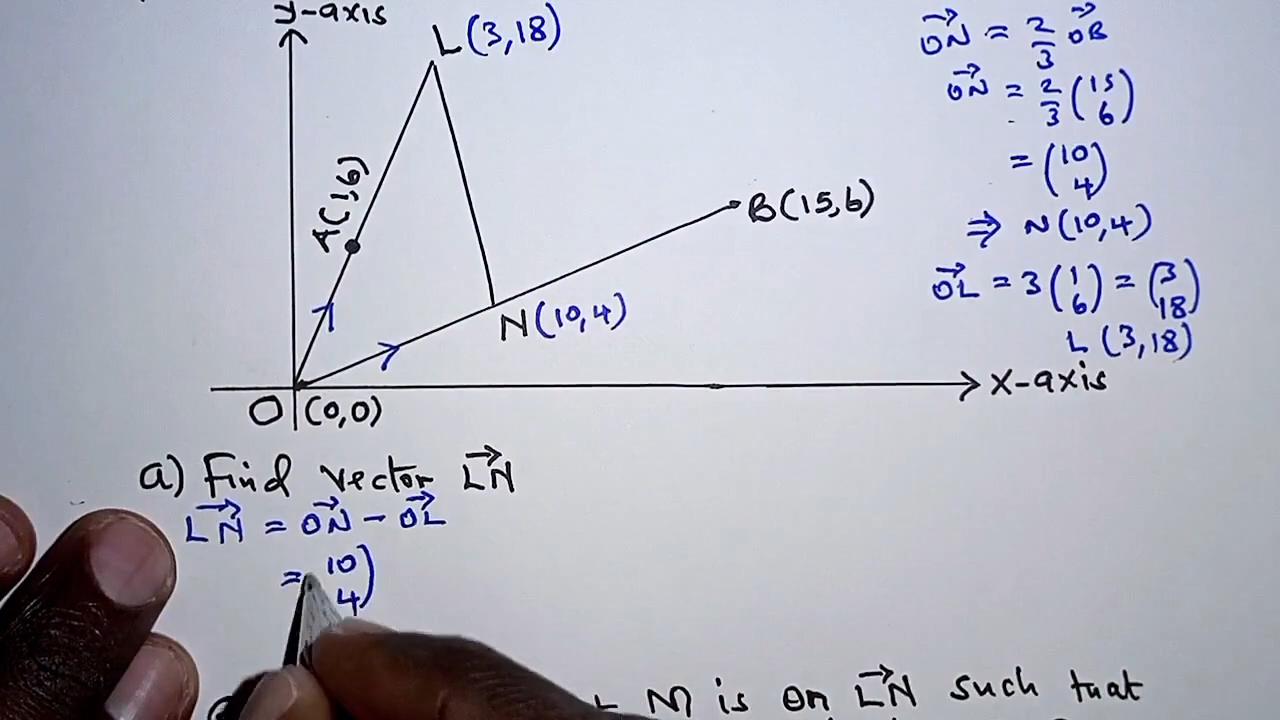 y-axis
L(3,18)
A(1,6)
B(15,6)
N(10,4)
X-axis
O (0,0)
→ON = 2/3 →OB
→ON = 2/3 (15 6)
= (10 4)
⇒ N(10,4)
→OL = 3(1 6) = (3 18)
L (3,18)
a) Find vector →LN
→LN = →ON - →OL
= 10 4)
M is on →LN such that